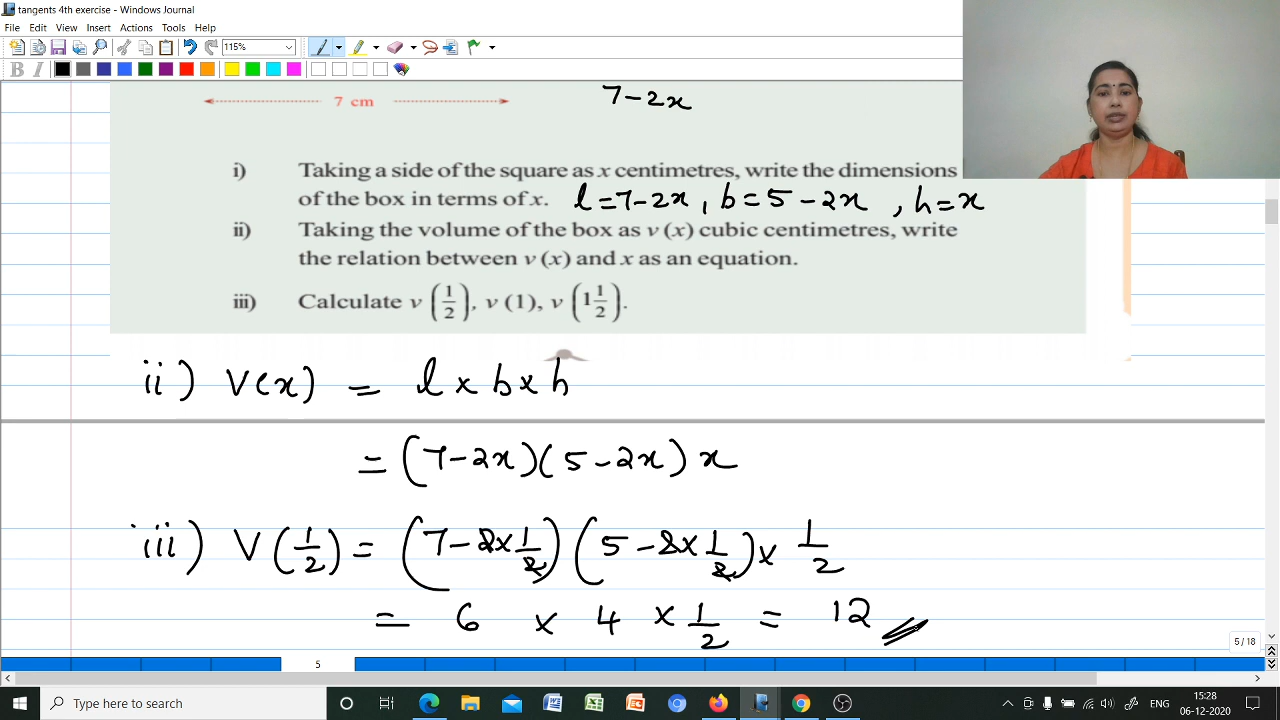 tangents 4th exercise - Windows Journal
File Edit View Insert Actions Tools Help
115%
B I
7 cm
7-2x
i) Taking a side of the square as x centimetres, write the dimensions
of the box in terms of x. l=7-2x, b=5-2x, h=x
ii) Taking the volume of the box as v (x) cubic centimetres, write
the relation between v (x) and x as an equation.
iii) Calculate v (1/2), v (1), v (1 1/2).
ii) V(x) = l x b x h
= (7-2x)(5-2x) x
iii) V(1/2) = (7-2x1/2)(5-2x1/2)x 1/2
= 6 x 4 x 1/2 = 12
5 / 18
5
Type here to search
ENG
15:28
06-12-2020